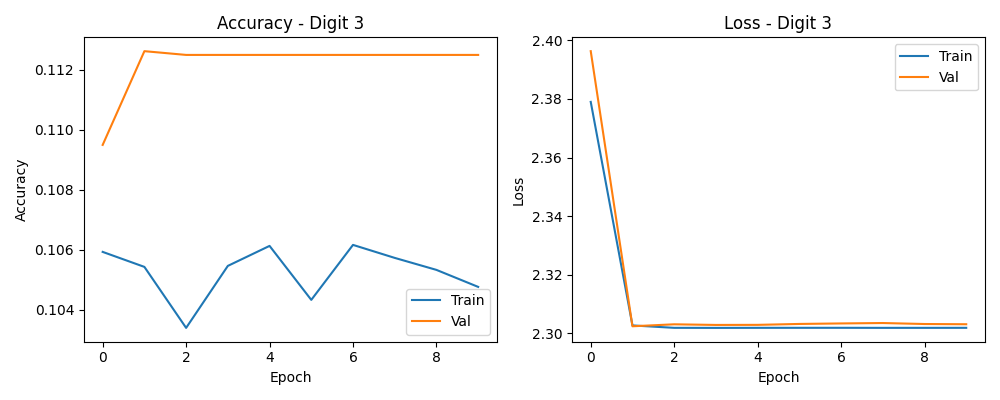 Accuracy - Digit 3
Accuracy
0.112
0.110
0.108
0.106
0.104
0 2 4 6 8
Epoch
Train
Val
Loss - Digit 3
Loss
2.40
2.38
2.36
2.34
2.32
2.30
0 2 4 6 8
Epoch
Train
Val